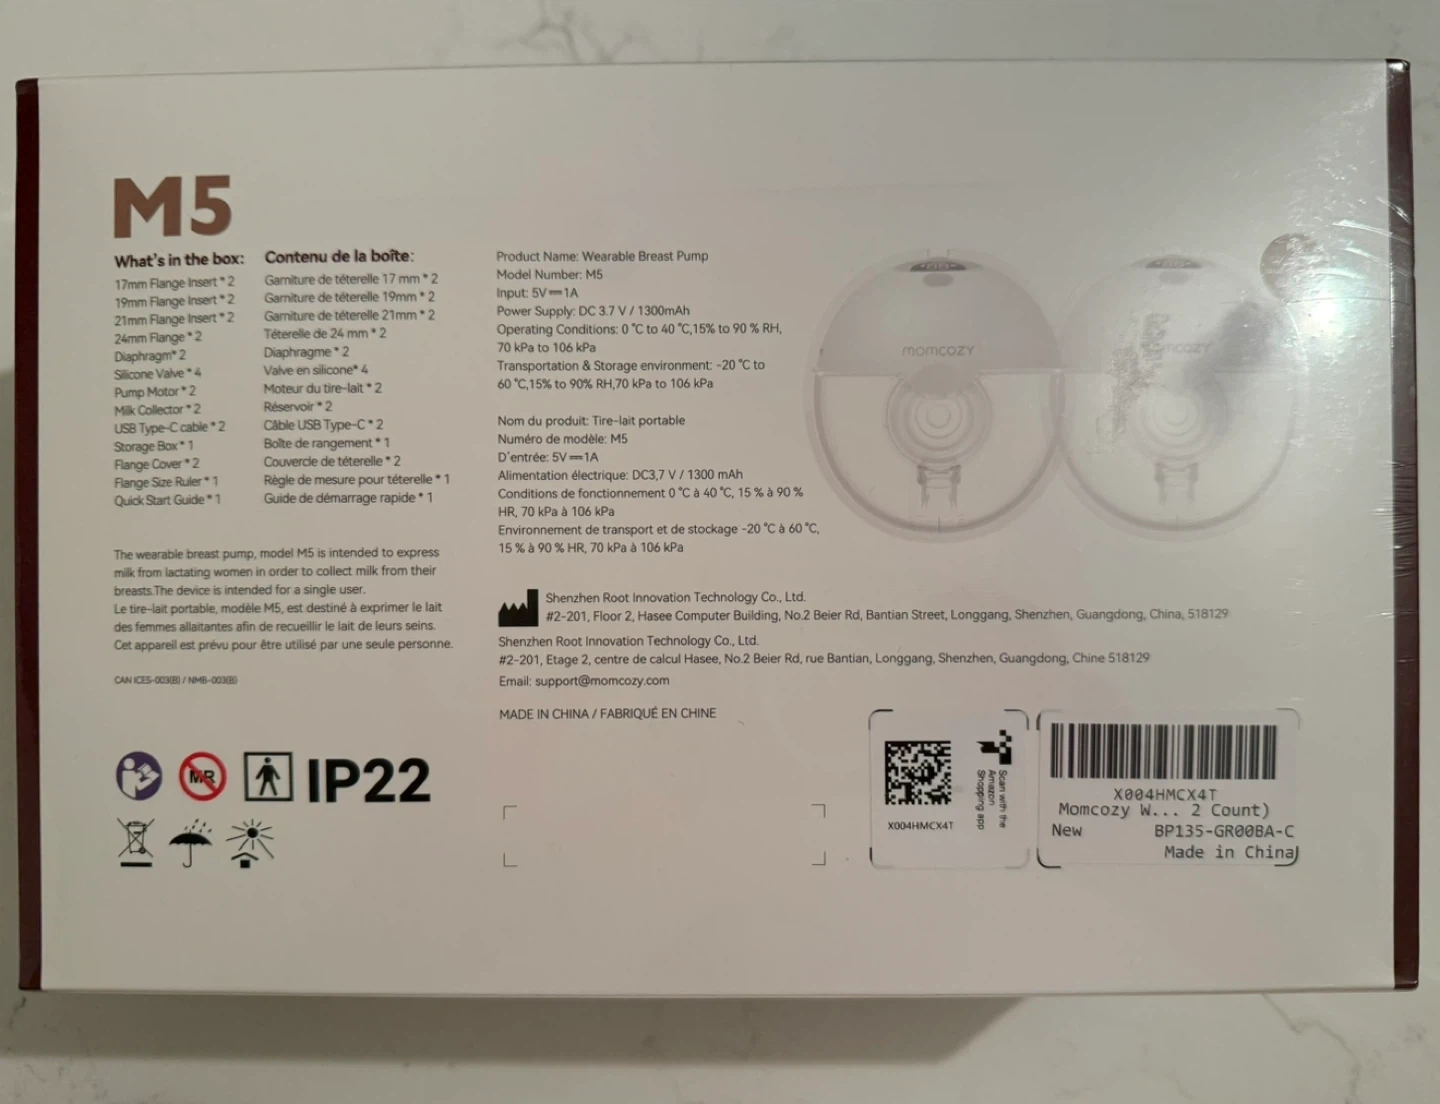 M5
What's in the box:
17mm Flange Insert * 2
19mm Flange Insert * 2
21mm Flange Insert * 2
24mm Flange * 2
Diaphragm* 2
Silicone Valve * 4
Pump Motor * 2
Milk Collector * 2
USB Type-C cable * 2
Storage Box * 1
Flange Cover * 2
Flange Size Ruler * 1
Quick Start Guide * 1
Contenu de la boîte:
Garniture de téterelle 17 mm * 2
Garniture de téterelle 19mm * 2
Garniture de téterelle 21mm * 2
Téterelle de 24 mm * 2
Diaphragme * 2
Valve en silicone* 4
Moteur du tire-lait * 2
Réservoir * 2
Câble USB Type-C * 2
Boîte de rangement * 1
Couvercle de téterelle * 2
Règle de mesure pour téterelle * 1
Guide de démarrage rapide * 1
The wearable breast pump, model M5 is intended to express
milk from lactating women in order to collect milk from their
breasts.The device is intended for a single user.
Le tire-lait portable, modèle M5, est destiné à exprimer le lait
des femmes allaitantes afin de recueillir le lait de leurs seins.
Cet appareil est prévu pour être utilisé par une seule personne.
CAN ICES-003(B) / NMB-003(B)
MR
IP22
Product Name: Wearable Breast Pump
Model Number: M5
Input: 5V⎓1A
Power Supply: DC 3.7 V / 1300mAh
Operating Conditions: 0 °C to 40 °C,15% to 90 % RH,
70 kPa to 106 kPa
Transportation & Storage environment: -20 °C to
60 °C,15% to 90% RH,70 kPa to 106 kPa
Nom du produit: Tire-lait portable
Numéro de modèle: M5
D'entrée: 5V⎓1A
Alimentation électrique: DC3,7 V / 1300 mAh
Conditions de fonctionnement 0 °C à 40 °C, 15 % à 90 %
HR, 70 kPa à 106 kPa
Environnement de transport et de stockage -20 °C à 60 °C,
15 % à 90 % HR, 70 kPa à 106 kPa
momcozy
Shenzhen Root Innovation Technology Co., Ltd.
#2-201, Floor 2, Hasee Computer Building, No.2 Beier Rd, Bantian Street, Longgang, Shenzhen, Guangdong, China, 518129
Shenzhen Root Innovation Technology Co., Ltd.
#2-201, Etage 2, centre de calcul Hasee, No.2 Beier Rd, rue Bantian, Longgang, Shenzhen, Guangdong, Chine 518129
Email: support@momcozy.com
MADE IN CHINA / FABRIQUÉ EN CHINE
X004HMCX4T
Scan with the
Amazon
Shopping app
X004HMCX4T
Momcozy W... 2 Count)
New BP135-GR00BA-C
Made in China